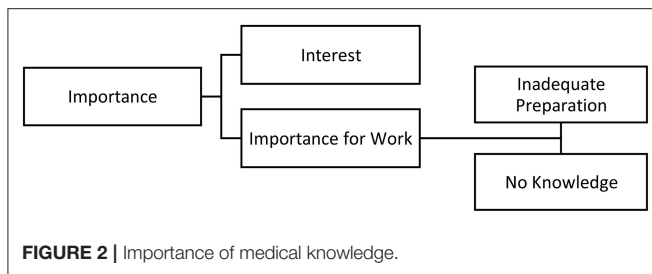 Interest
Importance
Importance for Work
Inadequate
Preparation
No Knowledge
FIGURE 2 | Importance of medical knowledge.